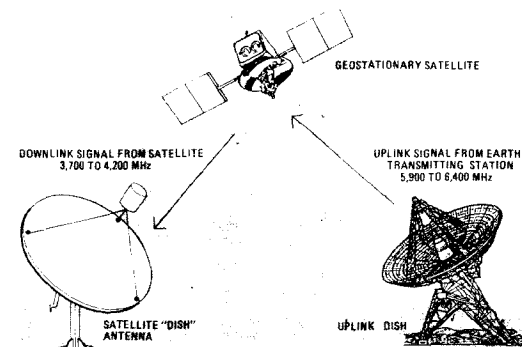 GEOSTATIONARY SATELLITE
DOWNLINK SIGNAL FROM SATELLITE
3,700 TO 4,200 MHz
UPLINK SIGNAL FROM EARTH
TRANSMITTING STATION
5,900 TO 6,400 MHz
SATELLITE "DISH"
ANTENNA
UPLINK DISH